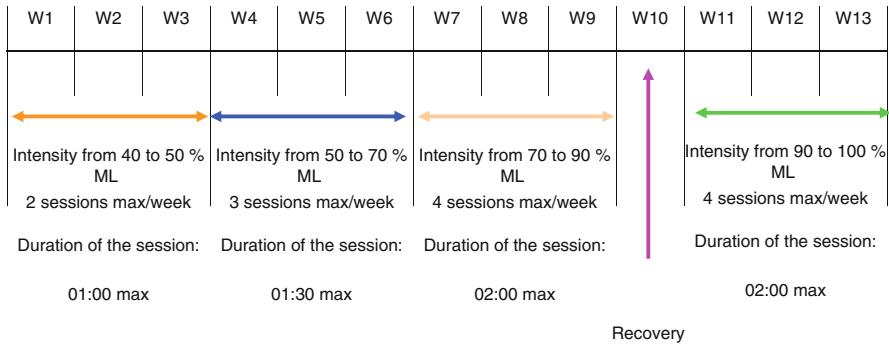 W1 W2 W3 W4 W5 W6 W7 W8 W9 W10 W11 W12 W13
Intensity from 40 to 50 %
ML
2 sessions max/week
Duration of the session:
01:00 max
Intensity from 50 to 70 %
ML
3 sessions max/week
Duration of the session:
01:30 max
Intensity from 70 to 90 %
ML
4 sessions max/week
Duration of the session:
02:00 max
Recovery
Intensity from 90 to 100 %
ML
4 sessions max/week
Duration of the session:
02:00 max